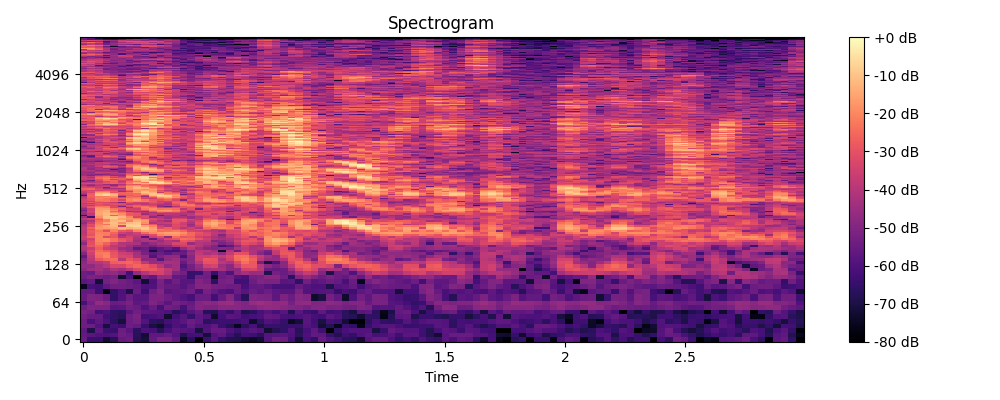 Spectrogram
Hz
4096
2048
1024
512
256
128
64
0
0
0.5
1
1.5
2
2.5
Time
+0 dB
-10 dB
-20 dB
-30 dB
-40 dB
-50 dB
-60 dB
-70 dB
-80 dB